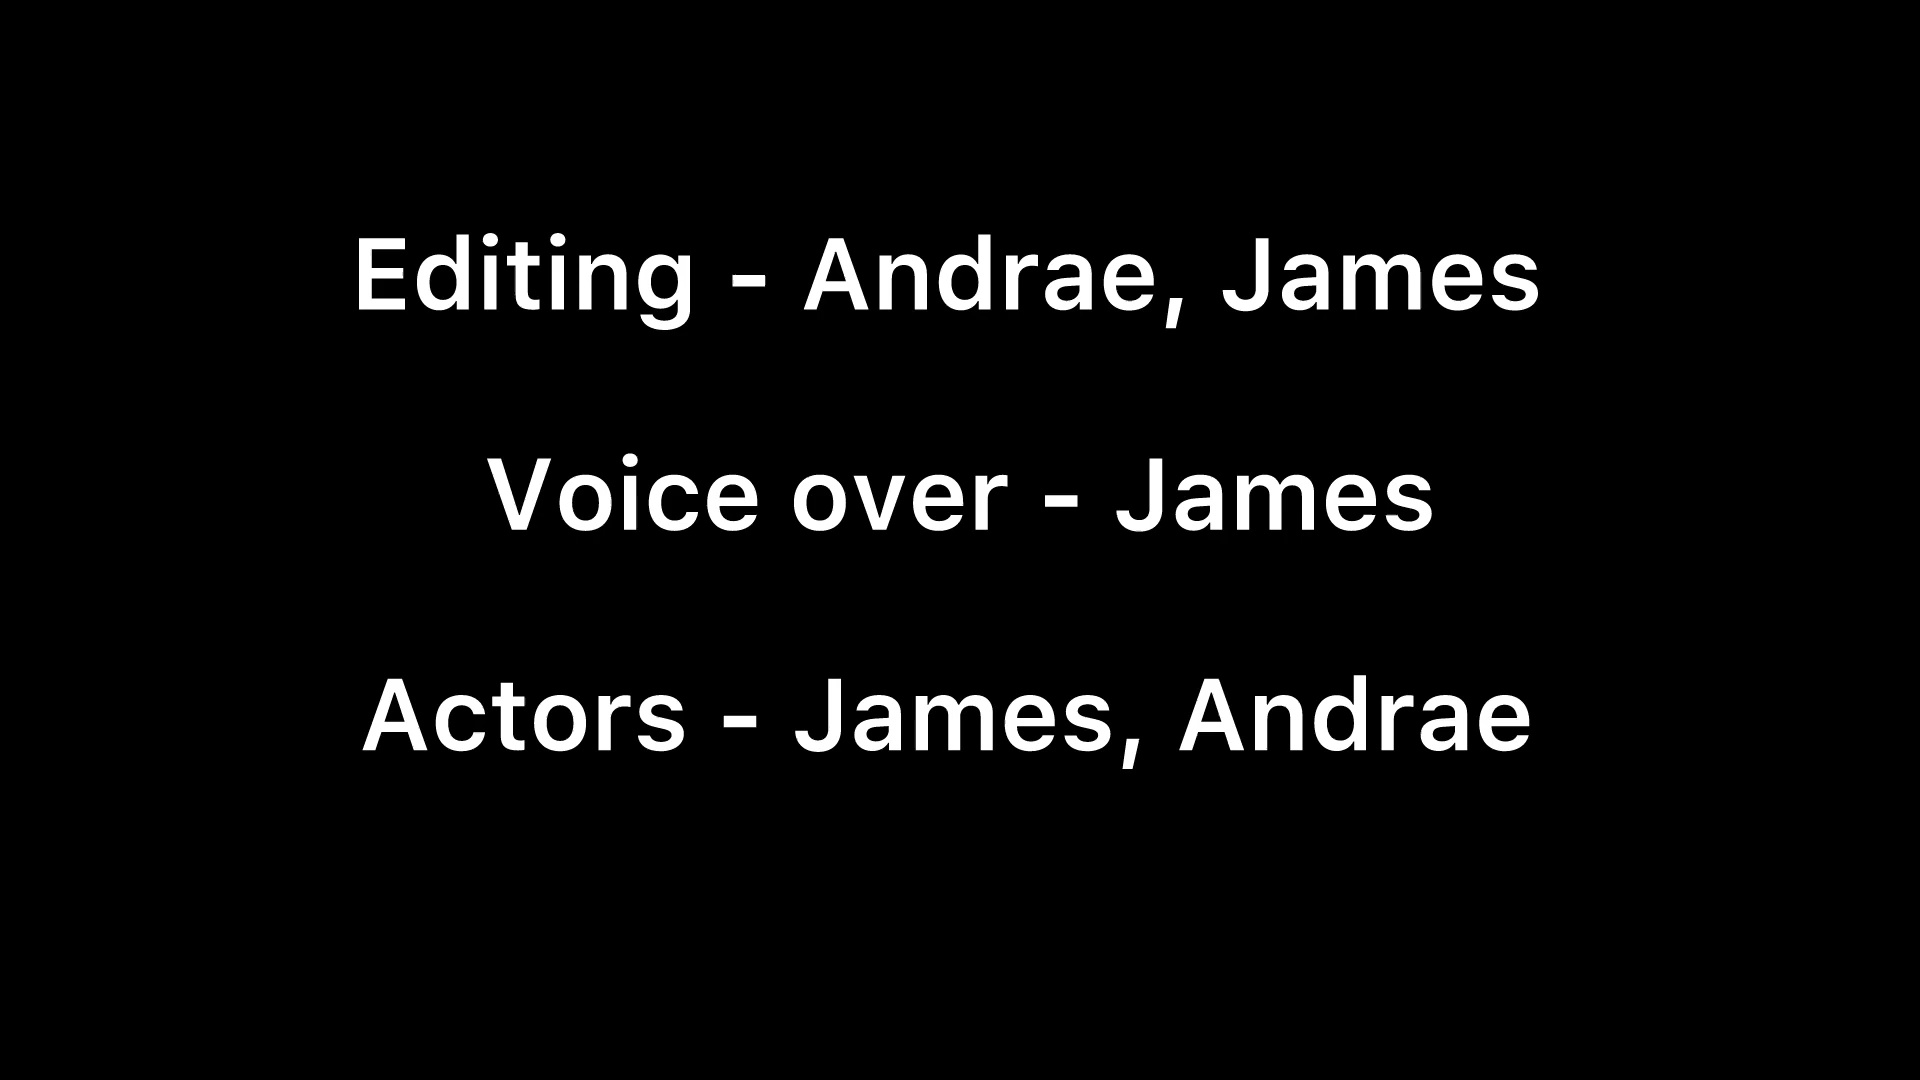 Editing - Andrae, James
Voice over - James
Actors - James, Andrae